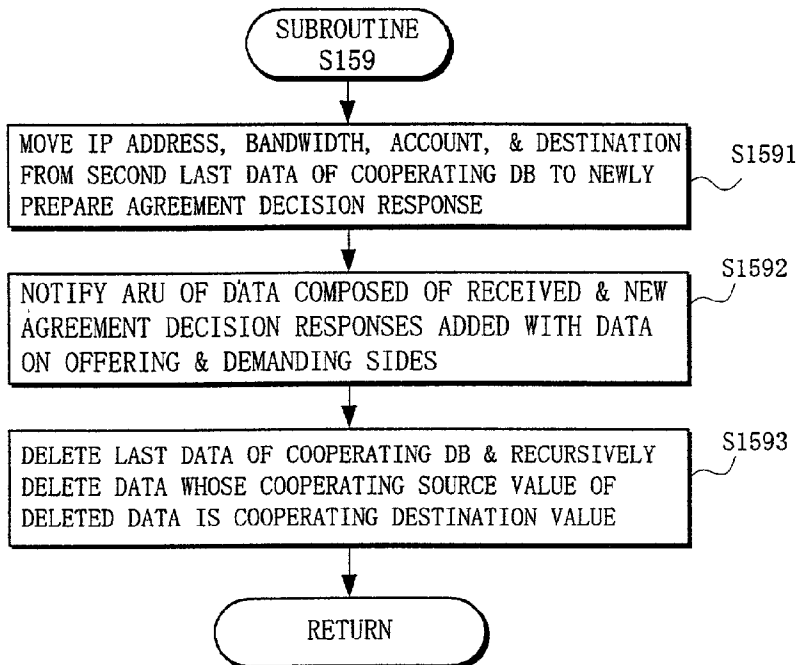 SUBROUTINE
S159
MOVE IP ADDRESS, BANDWIDTH, ACCOUNT, & DESTINATION
FROM SECOND LAST DATA OF COOPERATING DB TO NEWLY
PREPARE AGREEMENT DECISION RESPONSE
S1591
NOTIFY ARU OF DATA COMPOSED OF RECEIVED & NEW
AGREEMENT DECISION RESPONSES ADDED WITH DATA
ON OFFERING & DEMANDING SIDES
S1592
DELETE LAST DATA OF COOPERATING DB & RECURSIVELY
DELETE DATA WHOSE COOPERATING SOURCE VALUE OF
DELETED DATA IS COOPERATING DESTINATION VALUE
S1593
RETURN